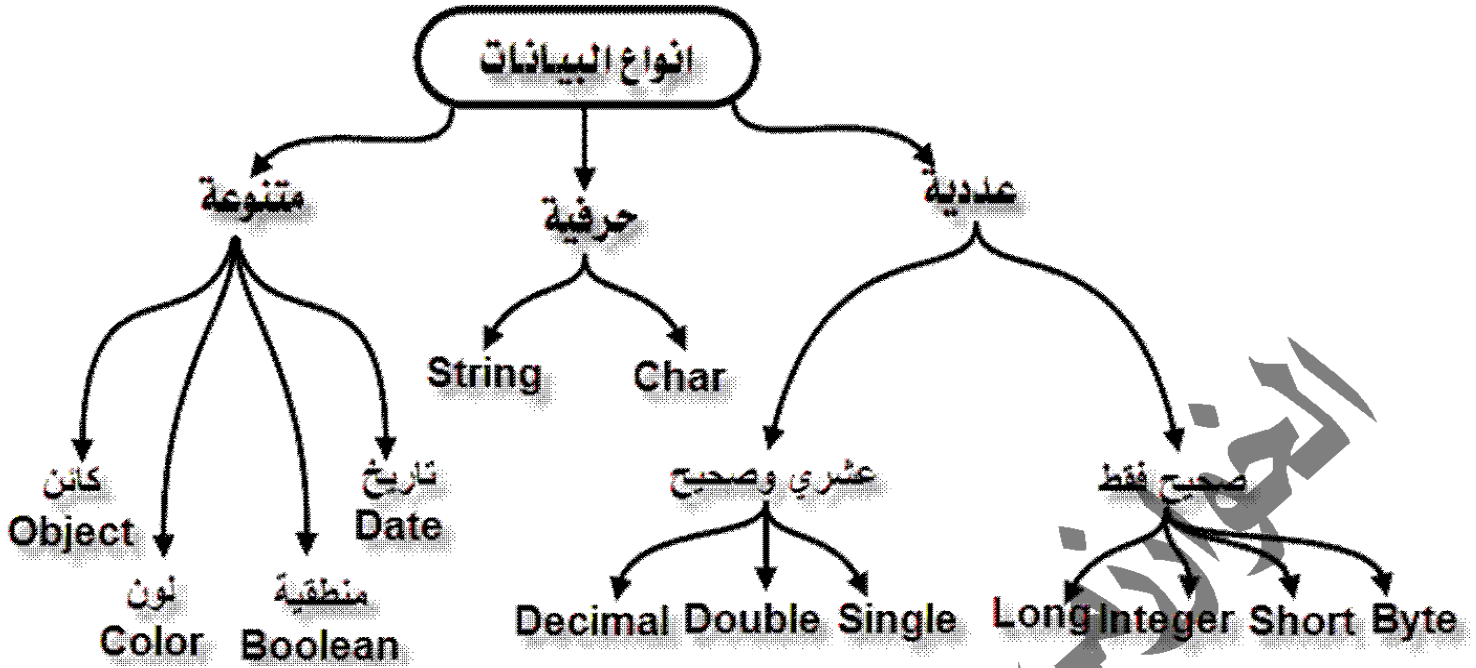 انواع البيانات
عددية
حرفية
متنوعة
String
Char
صحيح فقط
عشري وصحيح
تاريخ
Date
كائن
Object
منطقية
Boolean
لون
Color
Byte
Short
Integer
Long
Single
Double
Decimal